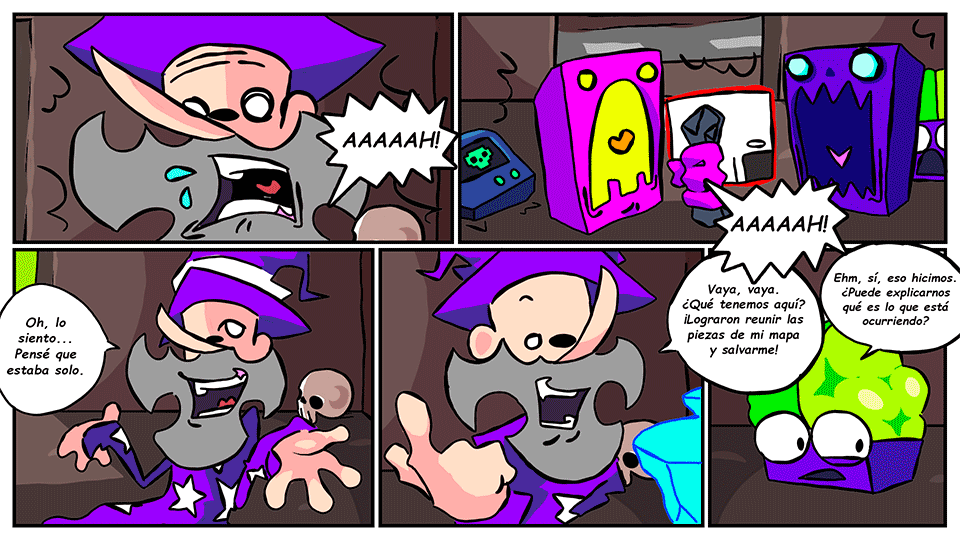 AAAAAH!
AAAAAH!
Oh, lo
siento...
Pensé que
estaba solo.
Vaya, vaya.
¿Qué tenemos aquí?
¡Lograron reunir las
piezas de mi mapa
y salvarme!
Ehm, sí, eso hicimos.
¿Puede explicarnos
qué es lo que está
ocurriendo?